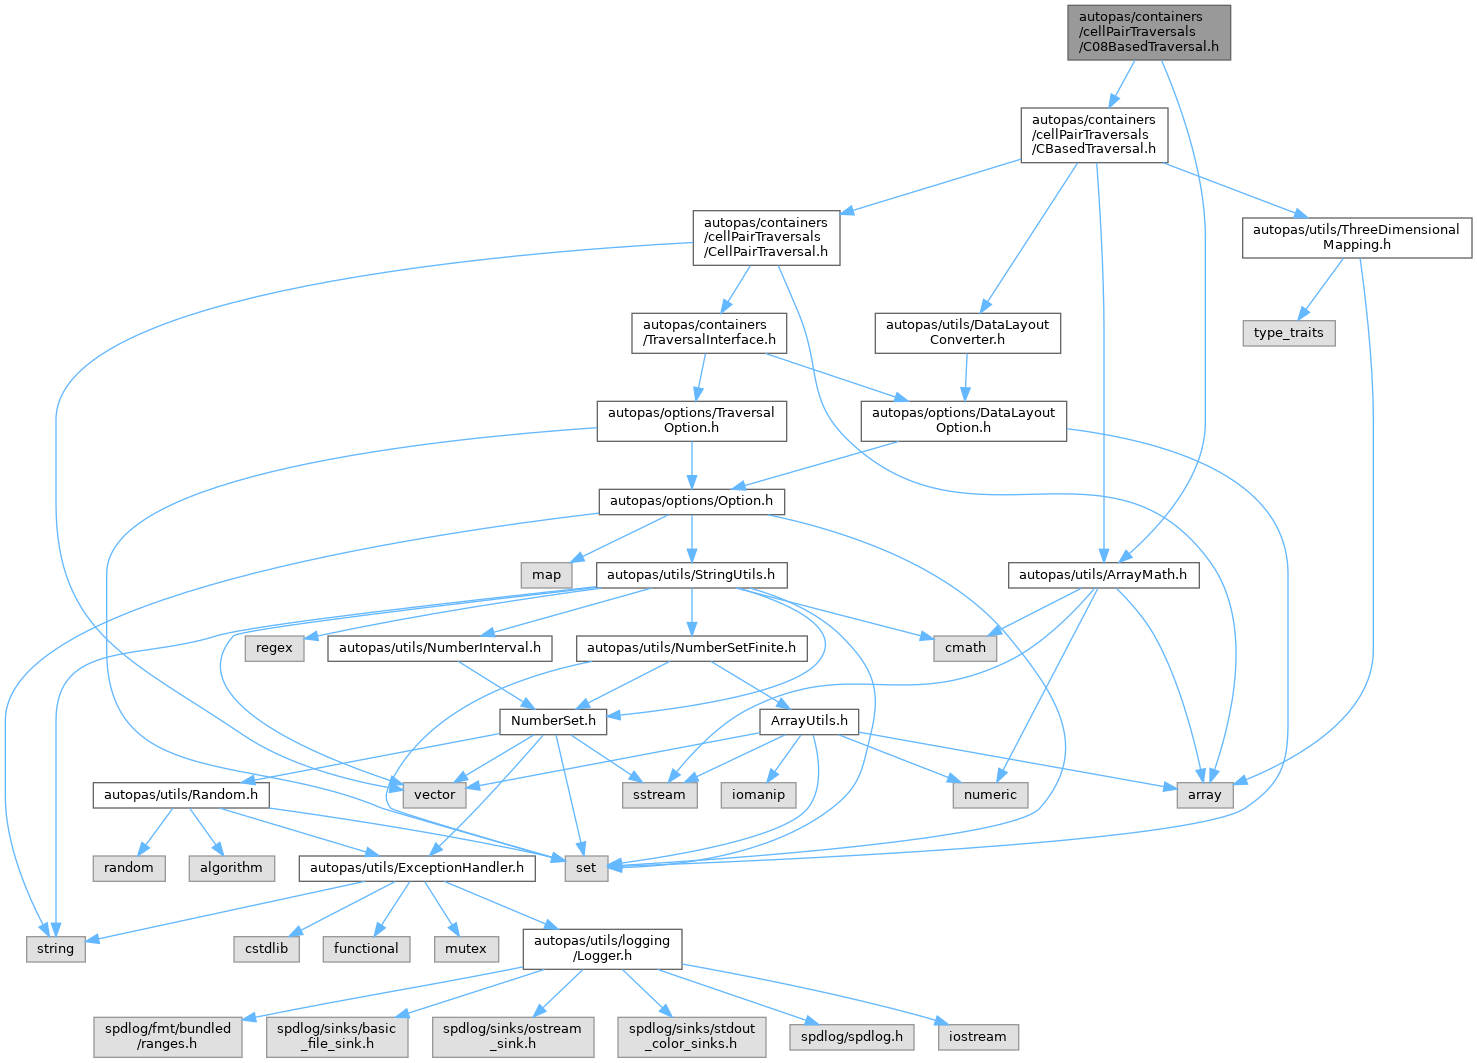 autopas/containers
/cellPairTraversals
/C08BasedTraversal.h
autopas/containers
/cellPairTraversals
/CBasedTraversal.h
autopas/containers
/cellPairTraversals
/CellPairTraversal.h
autopas/utils/ThreeDimensional
Mapping.h
autopas/containers
/TraversalInterface.h
autopas/utils/DataLayout
Converter.h
type_traits
autopas/options/Traversal
Option.h
autopas/options/DataLayout
Option.h
autopas/options/Option.h
map
autopas/utils/StringUtils.h
autopas/utils/ArrayMath.h
regex
autopas/utils/NumberInterval.h
autopas/utils/NumberSetFinite.h
cmath
NumberSet.h
ArrayUtils.h
autopas/utils/Random.h
vector
sstream
iomanip
numeric
array
random
algorithm
autopas/utils/ExceptionHandler.h
set
string
cstdlib
functional
mutex
autopas/utils/logging
/Logger.h
spdlog/fmt/bundled
/ranges.h
spdlog/sinks/basic
_file_sink.h
spdlog/sinks/ostream
_sink.h
spdlog/sinks/stdout
_color_sinks.h
spdlog/spdlog.h
iostream